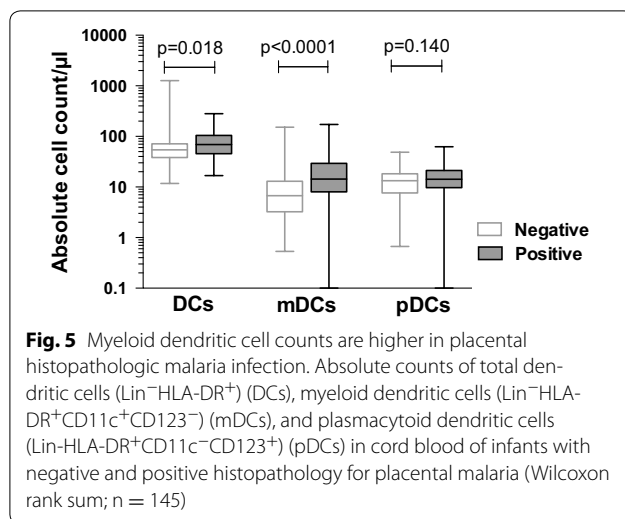 10000
1000
100
10
1
0.1
Absolute cell count/µl
p=0.018
p<0.0001
p=0.140
DCs
mDCs
pDCs
Negative
Positive
Fig. 5 Myeloid dendritic cell counts are higher in placental
histopathologic malaria infection. Absolute counts of total den-
dritic cells (Lin⁻HLA-DR⁺) (DCs), myeloid dendritic cells (Lin⁻HLA-
DR⁺CD11c⁺CD123⁻) (mDCs), and plasmacytoid dendritic cells
(Lin-HLA-DR⁺CD11c⁻CD123⁺) (pDCs) in cord blood of infants with
negative and positive histopathology for placental malaria (Wilcoxon
rank sum; n = 145)